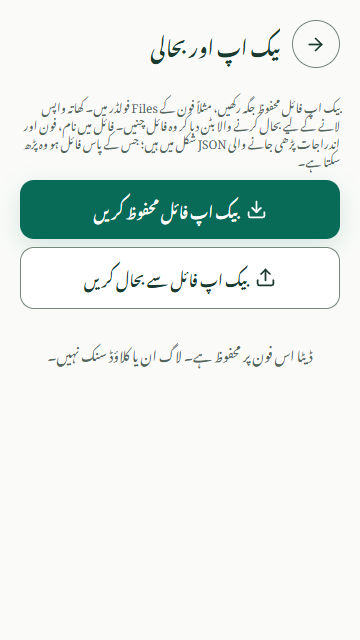 بیک اپ اور بحالی
بیک اپ فائل محفوظ جگہ رکھیں، مثلاً فون کے Files فولڈر میں۔ کھاتہ واپس
لانے کے لیے بحال کرنے والا بٹن دبا کر وہ فائل چنیں۔ فائل میں نام، فون اور
اندراجات پڑھی جانے والی JSON شکل میں ہیں؛ جس کے پاس فائل ہو وہ پڑھ
سکتا ہے۔
بیک اپ فائل محفوظ کریں
بیک اپ فائل سے بحال کریں
ڈیٹا اس فون پر محفوظ ہے۔ لاگ ان یا کلاؤڈ سنک نہیں۔